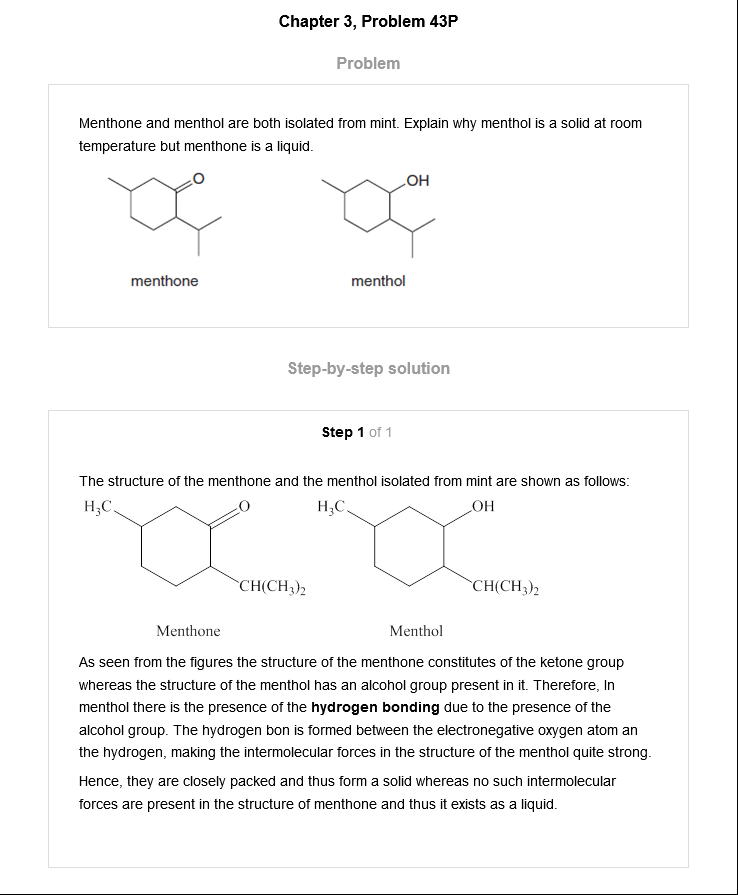 Chapter 3, Problem 43P
Problem
Menthone and menthol are both isolated from mint. Explain why menthol is a solid at room
temperature but menthone is a liquid.
O
OH
menthone
menthol
Step-by-step solution
Step 1 of 1
The structure of the menthone and the menthol isolated from mint are shown as follows:
H₃C
O
H₃C
OH
CH(CH₃)₂
CH(CH₃)₂
Menthone
Menthol
As seen from the figures the structure of the menthone constitutes of the ketone group
whereas the structure of the menthol has an alcohol group present in it. Therefore, In
menthol there is the presence of the hydrogen bonding due to the presence of the
alcohol group. The hydrogen bon is formed between the electronegative oxygen atom an
the hydrogen, making the intermolecular forces in the structure of the menthol quite strong.
Hence, they are closely packed and thus form a solid whereas no such intermolecular
forces are present in the structure of menthone and thus it exists as a liquid.